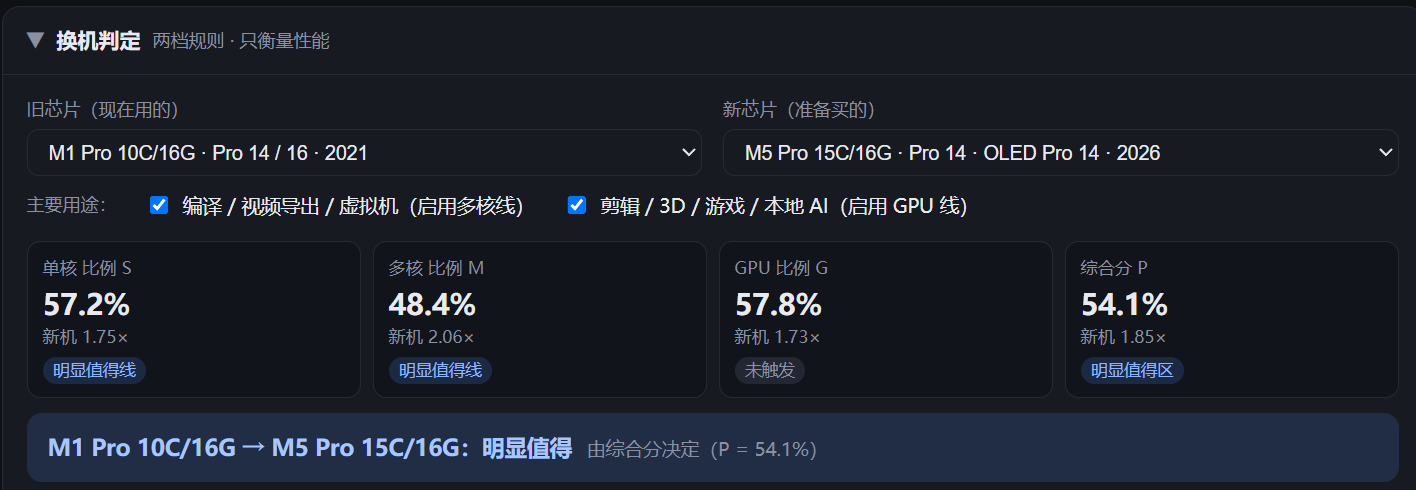 ▼ 换机判定 两档规则 · 只衡量性能
旧芯片（现在用的） 新芯片（准备买的）
M1 Pro 10C/16G · Pro 14 / 16 · 2021 M5 Pro 15C/16G · Pro 14 · OLED Pro 14 · 2026
主要用途： 编译 / 视频导出 / 虚拟机（启用多核线） 剪辑 / 3D / 游戏 / 本地 AI（启用 GPU 线）
单核 比例 S 多核 比例 M GPU 比例 G 综合分 P
57.2% 48.4% 57.8% 54.1%
新机 1.75× 新机 2.06× 新机 1.73× 新机 1.85×
明显值得线 明显值得线 未触发 明显值得区
M1 Pro 10C/16G → M5 Pro 15C/16G：明显值得 由综合分决定（P = 54.1%）